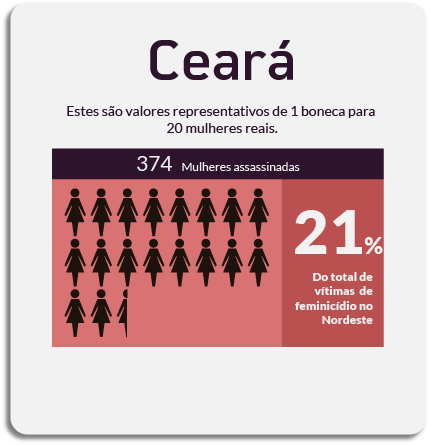 Ceará
Estes são valores representativos de 1 boneca para
20 mulheres reais.
374 Mulheres assassinadas
21%
Do total de
vítimas de
feminicídio no
Nordeste